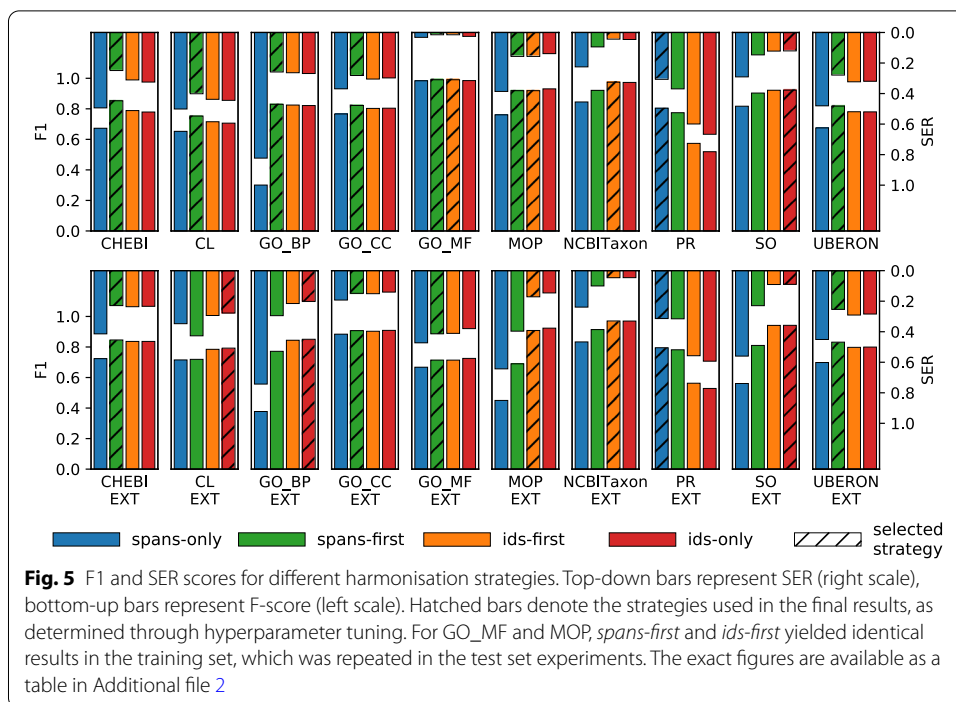 1.0
0.8
0.6
0.4
0.2
0.0
F1
0.0
0.2
0.4
0.6
0.8
1.0
SER
CHEBI CL GO_BP GO_CC GO_MF MOP NCBITaxon PR SO UBERON
1.0
0.8
0.6
0.4
0.2
0.0
F1
0.0
0.2
0.4
0.6
0.8
1.0
SER
CHEBI CL GO_BP GO_CC GO_MF MOP NCBITaxon PR SO UBERON
EXT EXT EXT EXT EXT EXT EXT EXT EXT EXT
spans-only spans-first ids-first ids-only selected
strategy
Fig. 5 F1 and SER scores for different harmonisation strategies. Top-down bars represent SER (right scale),
bottom-up bars represent F-score (left scale). Hatched bars denote the strategies used in the final results, as
determined through hyperparameter tuning. For GO_MF and MOP, spans-first and ids-first yielded identical
results in the training set, which was repeated in the test set experiments. The exact figures are available as a
table in Additional file 2